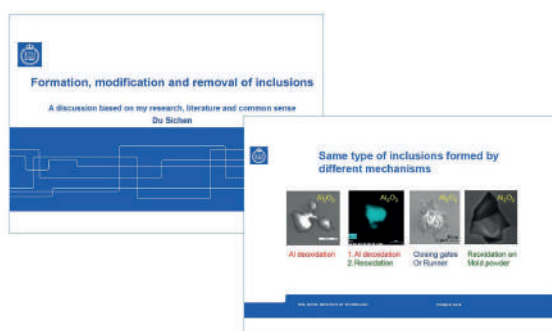 Formation, modification and removal of inclusions
A discussion based on my research, literature and common sense
Du Sichen
Same type of inclusions formed by
different mechanisms
Al₂O₃
Al₂O₃
Al₂O₃
Al₂O₃
Al deoxidation
1. Al deoxidation
2. Reoxidation
Closing gates
Or Runner
Reoxidation on
Mold powder